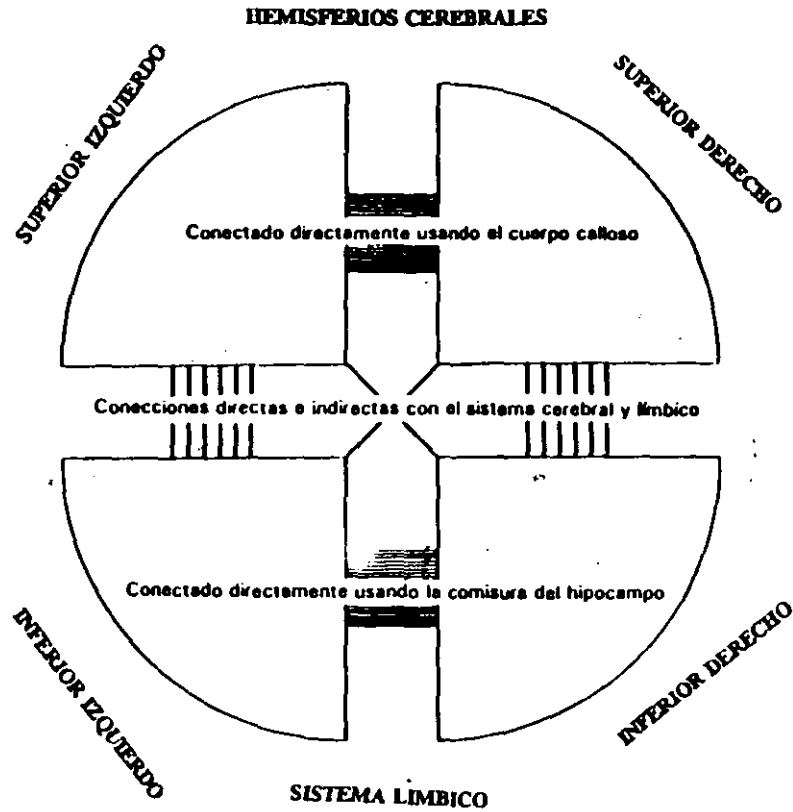 HEMISFERIOS CEREBRALES
SUPERIOR IZQUIERDO
SUPERIOR DERECHO
Conectado directamente usando el cuerpo calloso
Conecciones directas e indirectas con el sistema cerebral y límbico
Conectado directamente usando la comisura del hipocampo
INFERIOR IZQUIERDO
INFERIOR DERECHO
SISTEMA LIMBICO